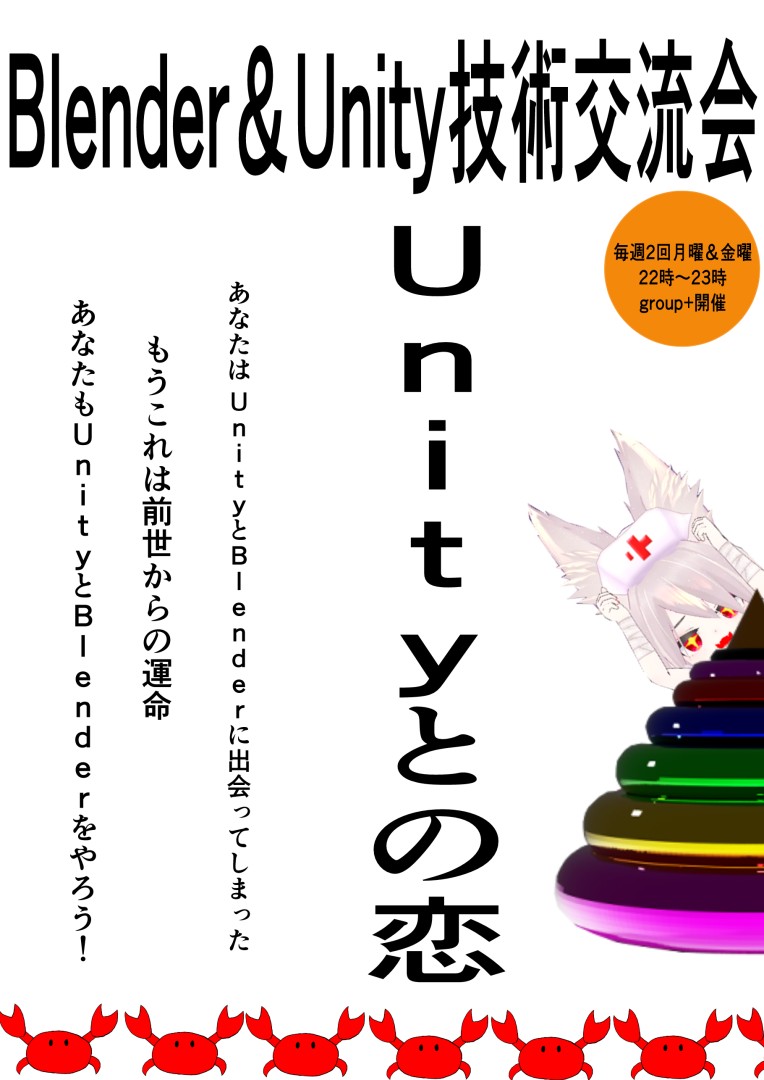 Blender＆Unity技術交流会
毎週2回月曜＆金曜
22時～23時
group+開催
Unityとの恋
あなたはUnityとBlenderに出会ってしまった
もうこれは前世からの運命
あなたもUnityとBlenderをやろう！